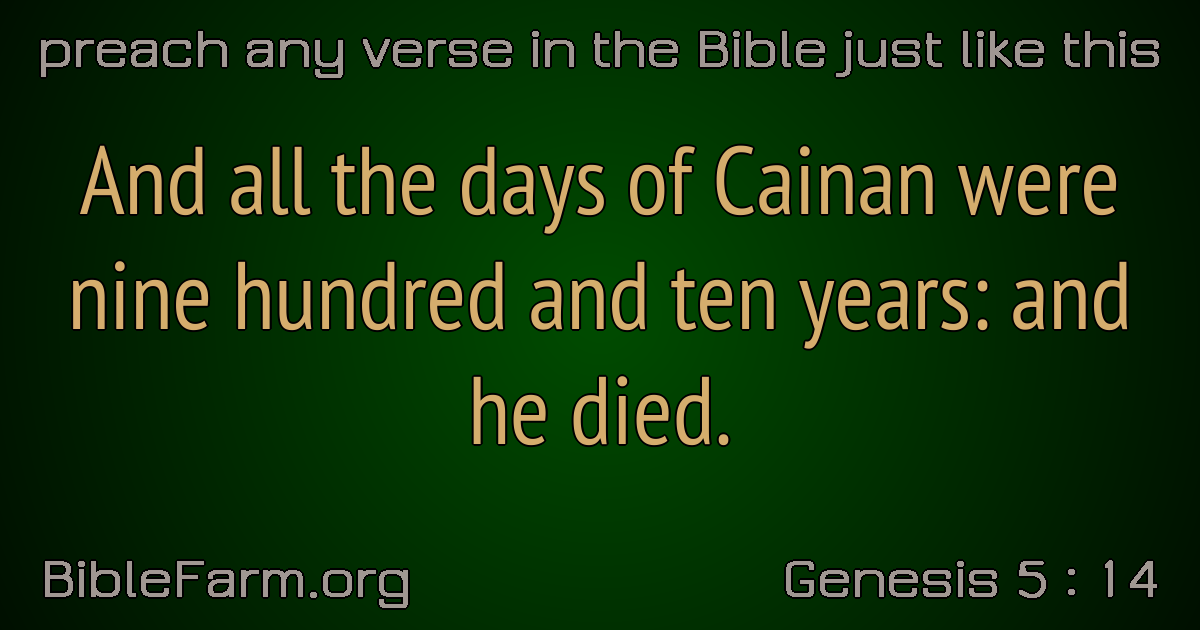 preach any verse in the Bible just like this
And all the days of Cainan were
nine hundred and ten years: and
he died.
BibleFarm.org
Genesis 5 : 14